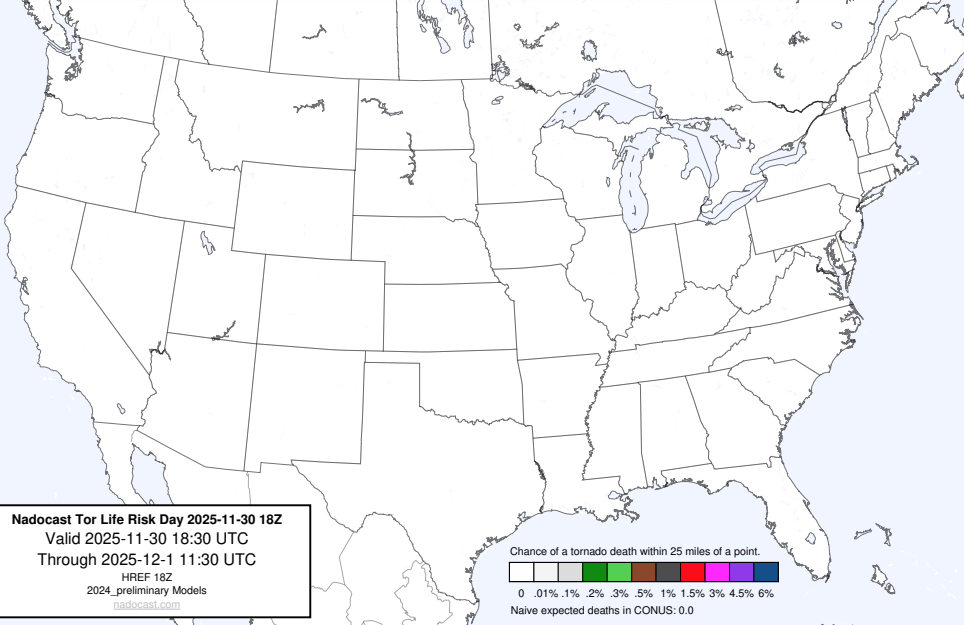 Nadocast Tor Life Risk Day 2025-11-30 18Z
Valid 2025-11-30 18:30 UTC
Through 2025-12-1 11:30 UTC
HREF 18Z
2024_preliminary Models
nadocast.com
Chance of a tornado death within 25 miles of a point.
0 .01% .1% .2% .3% .5% 1% 1.5% 3% 4.5% 6%
Naive expected deaths in CONUS: 0.0